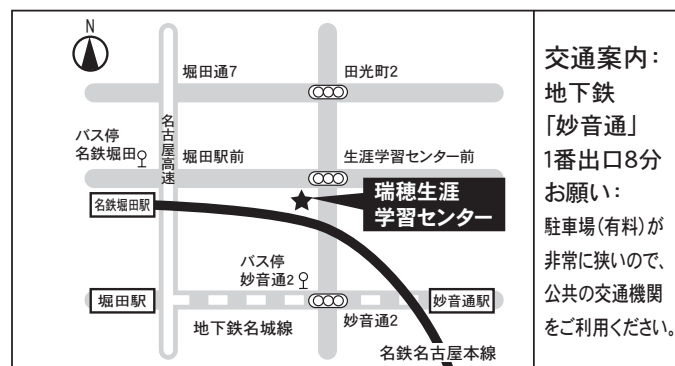 N
堀田通7
田光町2
名古屋高速
バス停
名鉄堀田
堀田駅前
生涯学習センター前
名鉄堀田駅
瑞穂生涯
学習センター
バス停
妙音通2
堀田駅
妙音通駅
地下鉄名城線
妙音通2
名鉄名古屋本線
交通案内：
地下鉄
「妙音通」
1番出口8分
お願い：
駐車場（有料）が
非常に狭いので、
公共の交通機関
をご利用ください。